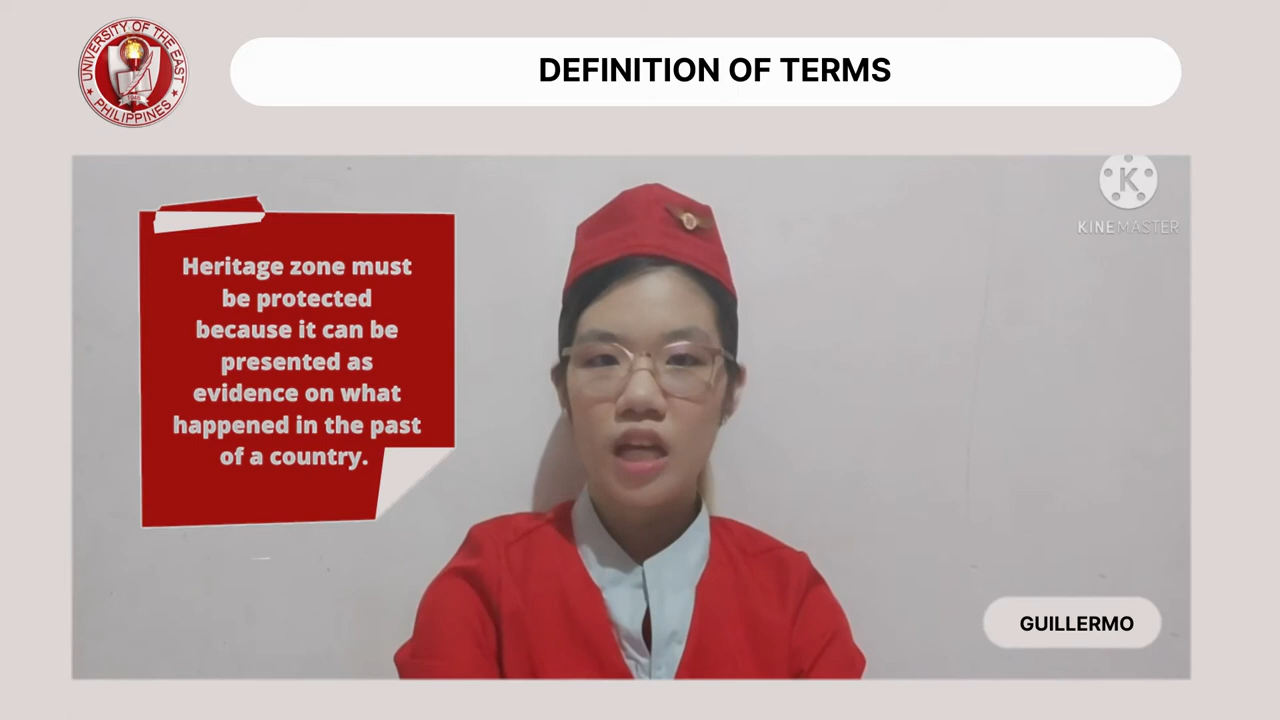 UNIVERSITY OF THE EAST
PHILIPPINES
1946
DEFINITION OF TERMS
Heritage zone must
be protected
because it can be
presented as
evidence on what
happened in the past
of a country.
K
KINEMASTER
GUILLERMO